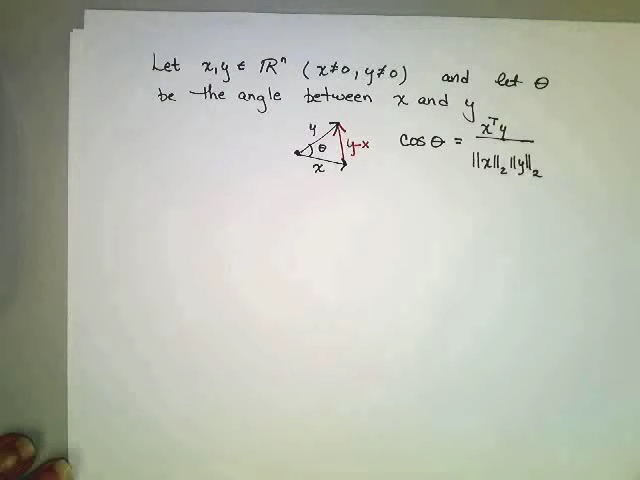 Let x,y ϵ ℝⁿ (x≠0, y≠0) and let θ
be the angle between x and y
y
θ
y-x
x
cos θ = xᵀy / ||x||₂ ||y||₂